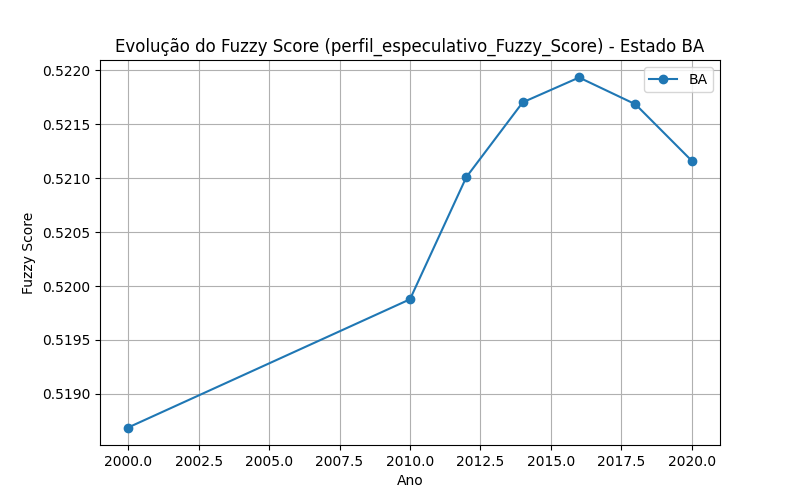 Evolução do Fuzzy Score (perfil_especulativo_Fuzzy_Score) - Estado BA
BA
0.5220
0.5215
0.5210
0.5205
0.5200
0.5195
0.5190
Fuzzy Score
2000.0 2002.5 2005.0 2007.5 2010.0 2012.5 2015.0 2017.5 2020.0
Ano